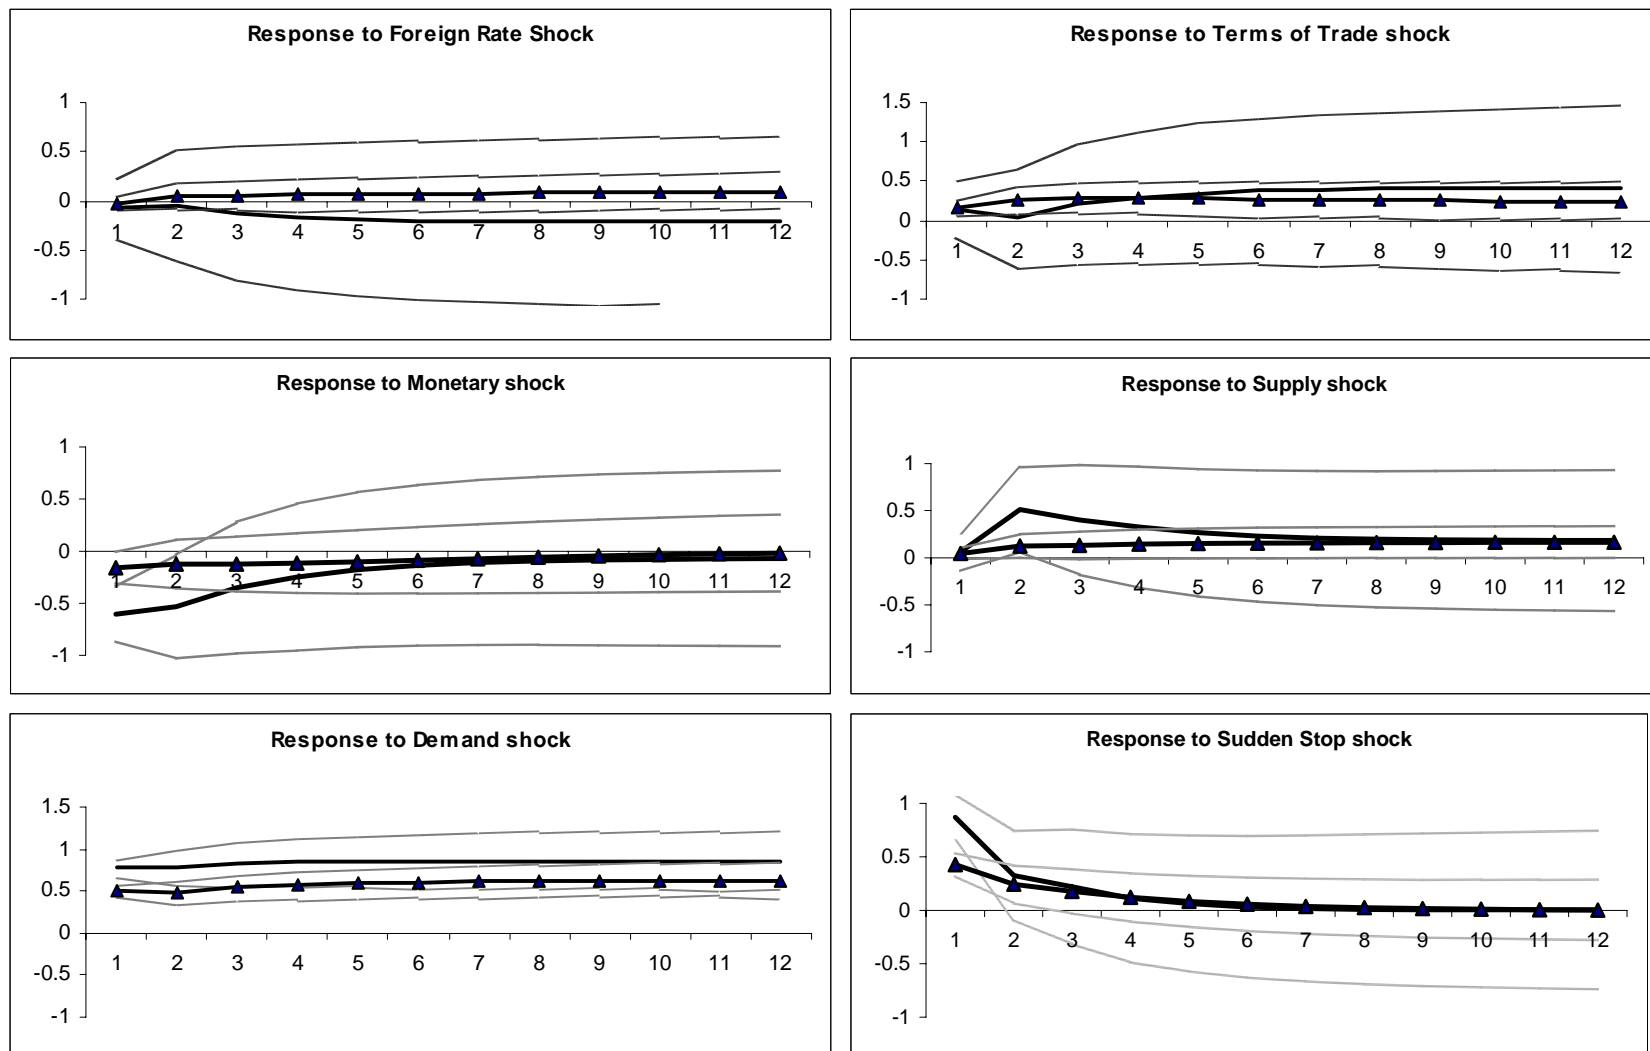 Response to Foreign Rate Shock
1
0.5
0
-0.5
-1
1 2 3 4 5 6 7 8 9 10 11 12
Response to Terms of Trade shock
1.5
1
0.5
0
-0.5
-1
1 2 3 4 5 6 7 8 9 10 11 12
Response to Monetary shock
1
0.5
0
-0.5
-1
1 2 3 4 5 6 7 8 9 10 11 12
Response to Supply shock
1
0.5
0
-0.5
-1
1 2 3 4 5 6 7 8 9 10 11 12
Response to Demand shock
1.5
1
0.5
0
-0.5
-1
1 2 3 4 5 6 7 8 9 10 11 12
Response to Sudden Stop shock
1
0.5
0
-0.5
-1
1 2 3 4 5 6 7 8 9 10 11 12